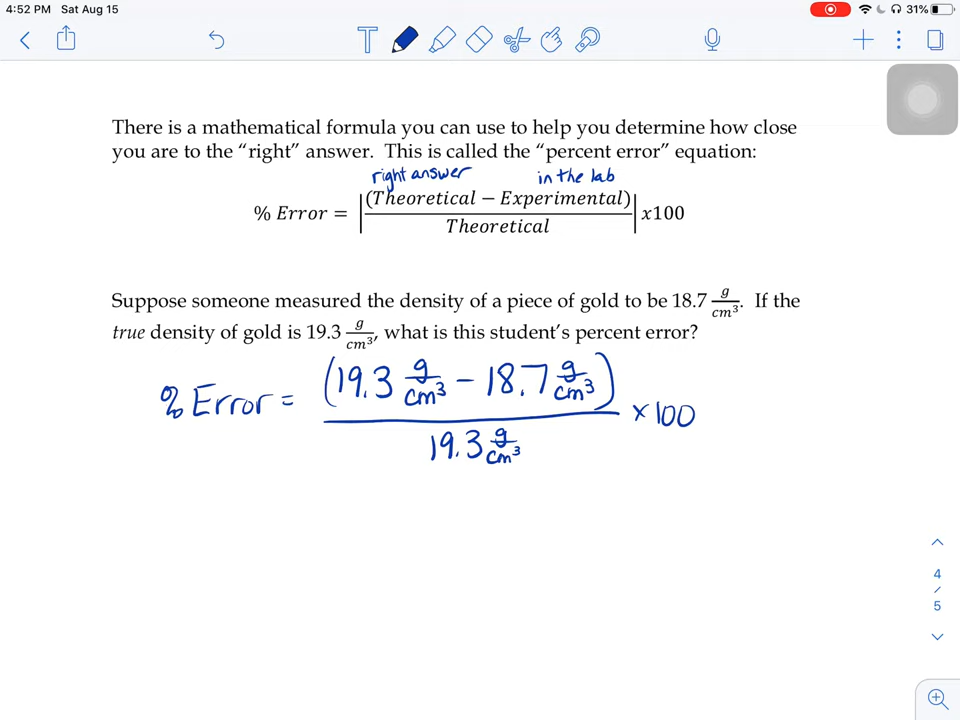 4:52 PM Sat Aug 15 31%
T
There is a mathematical formula you can use to help you determine how close
you are to the “right” answer. This is called the “percent error” equation:
right answer in the lab
% Error = |(Theoretical − Experimental) / Theoretical| x100
Suppose someone measured the density of a piece of gold to be 18.7 g/cm³. If the
true density of gold is 19.3 g/cm³, what is this student’s percent error?
% Error = (19.3 g/cm³ − 18.7 g/cm³) / 19.3 g/cm³ × 100
4
/
5